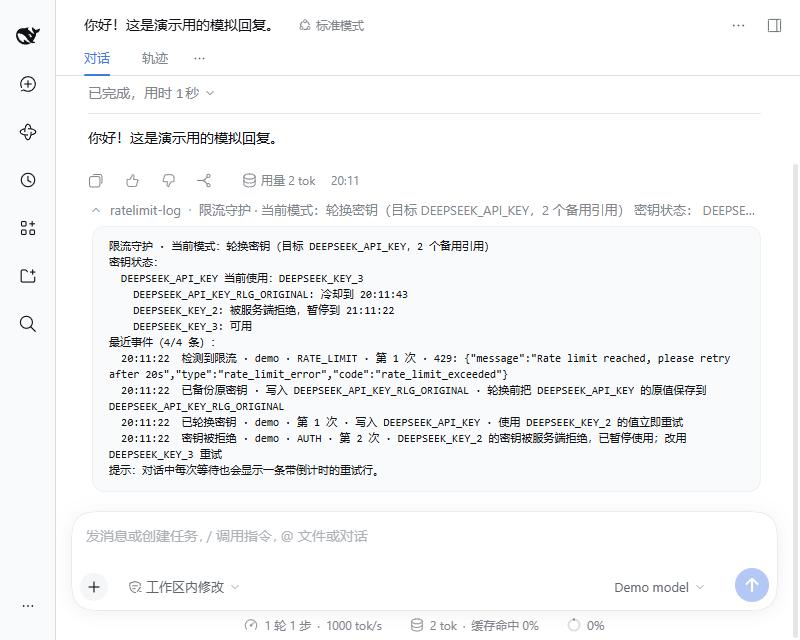 你好！这是演示用的模拟回复。 标准模式
对话 轨迹 ···
已完成，用时 1 秒
你好！这是演示用的模拟回复。
用量 2 tok 20:11
ratelimit-log · 限流守护 · 当前模式：轮换密钥（目标 DEEPSEEK_API_KEY，2 个备用引用） 密钥状态： DEEPSE...
限流守护 · 当前模式：轮换密钥（目标 DEEPSEEK_API_KEY，2 个备用引用）
密钥状态：
DEEPSEEK_API_KEY 当前使用：DEEPSEEK_KEY_3
DEEPSEEK_API_KEY_RLG_ORIGINAL：冷却到 20:11:43
DEEPSEEK_KEY_2：被服务端拒绝，暂停到 21:11:22
DEEPSEEK_KEY_3：可用
最近事件（4/4 条）：
20:11:22 检测到限流 · demo · RATE_LIMIT · 第 1 次 · 429: {"message":"Rate limit reached, please retry
after 20s","type":"rate_limit_error","code":"rate_limit_exceeded"}
20:11:22 已备份原密钥 · 写入 DEEPSEEK_API_KEY_RLG_ORIGINAL · 轮换前把 DEEPSEEK_API_KEY 的原值保存到
DEEPSEEK_API_KEY_RLG_ORIGINAL
20:11:22 已轮换密钥 · demo · 第 1 次 · 写入 DEEPSEEK_API_KEY · 使用 DEEPSEEK_KEY_2 的值立即重试
20:11:22 密钥被拒绝 · demo · AUTH · 第 2 次 · DEEPSEEK_KEY_2 的密钥被服务端拒绝，已暂停使用；改用
DEEPSEEK_KEY_3 重试
提示：对话中每次等待也会显示一条带倒计时的重试行。
发消息或创建任务, / 调用指令, @ 文件或对话
工作区内修改 Demo model
1 轮 1 步 · 1000 tok/s 2 tok · 缓存命中 0% 0%